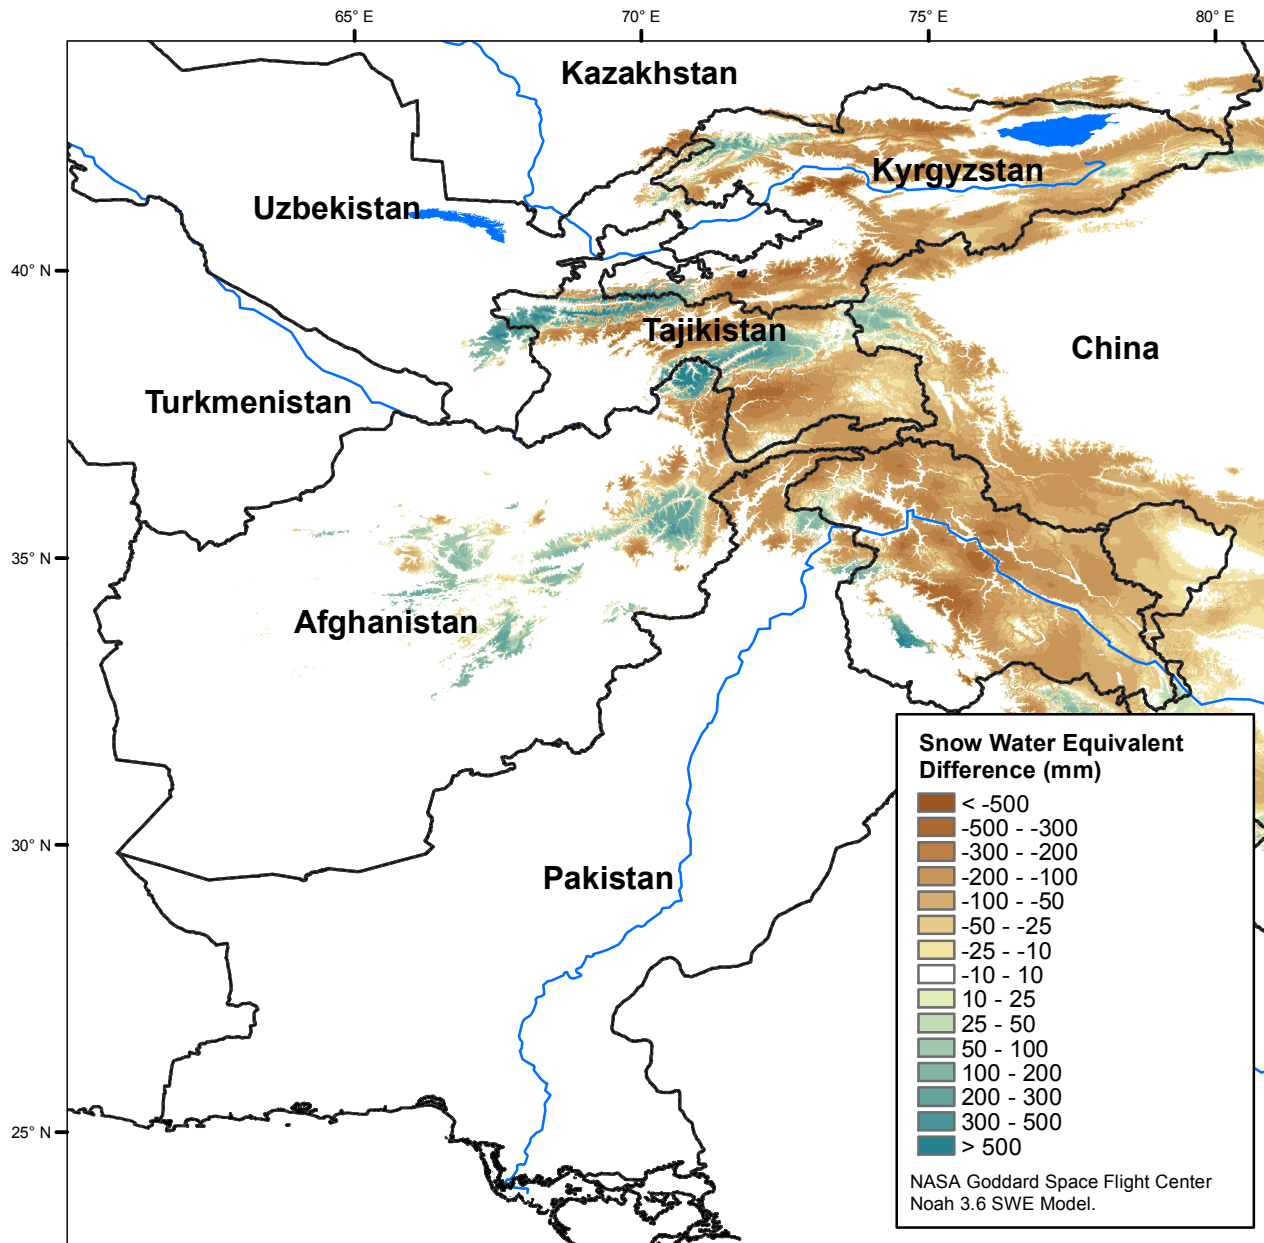 65° E
70° E
75° E
80° E
Kazakhstan
Kyrgyzstan
Uzbekistan
40° N
Tajikistan
China
Turkmenistan
35° N
Afghanistan
30° N
Pakistan
25° N
Snow Water Equivalent
Difference (mm)
< -500
-500 - -300
-300 - -200
-200 - -100
-100 - -50
-50 - -25
-25 - -10
-10 - 10
10 - 25
25 - 50
50 - 100
100 - 200
200 - 300
300 - 500
> 500
NASA Goddard Space Flight Center
Noah 3.6 SWE Model.